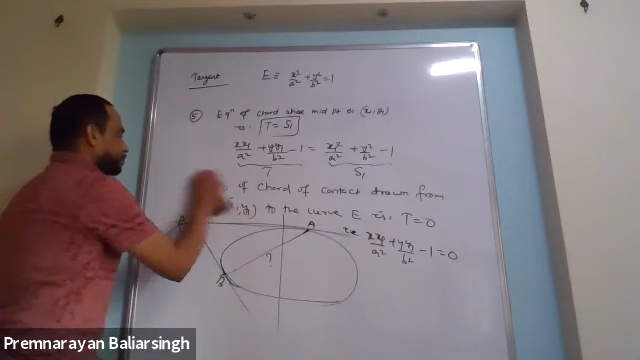 Tangent
E ≡ x²/a² + y²/b² = 1
⑤ Eqⁿ of chord whose mid pt is (x₁, y₁)
is T = S₁
xx₁/a² + yy₁/b² - 1 = x₁²/a² + y₁²/b² - 1
T S₁
of chord of contact drawn from
y₁) to the curve E is T = 0
ie xx₁/a² + yy₁/b² - 1 = 0
A
?
B
Premnarayan Baliarsingh
zoom